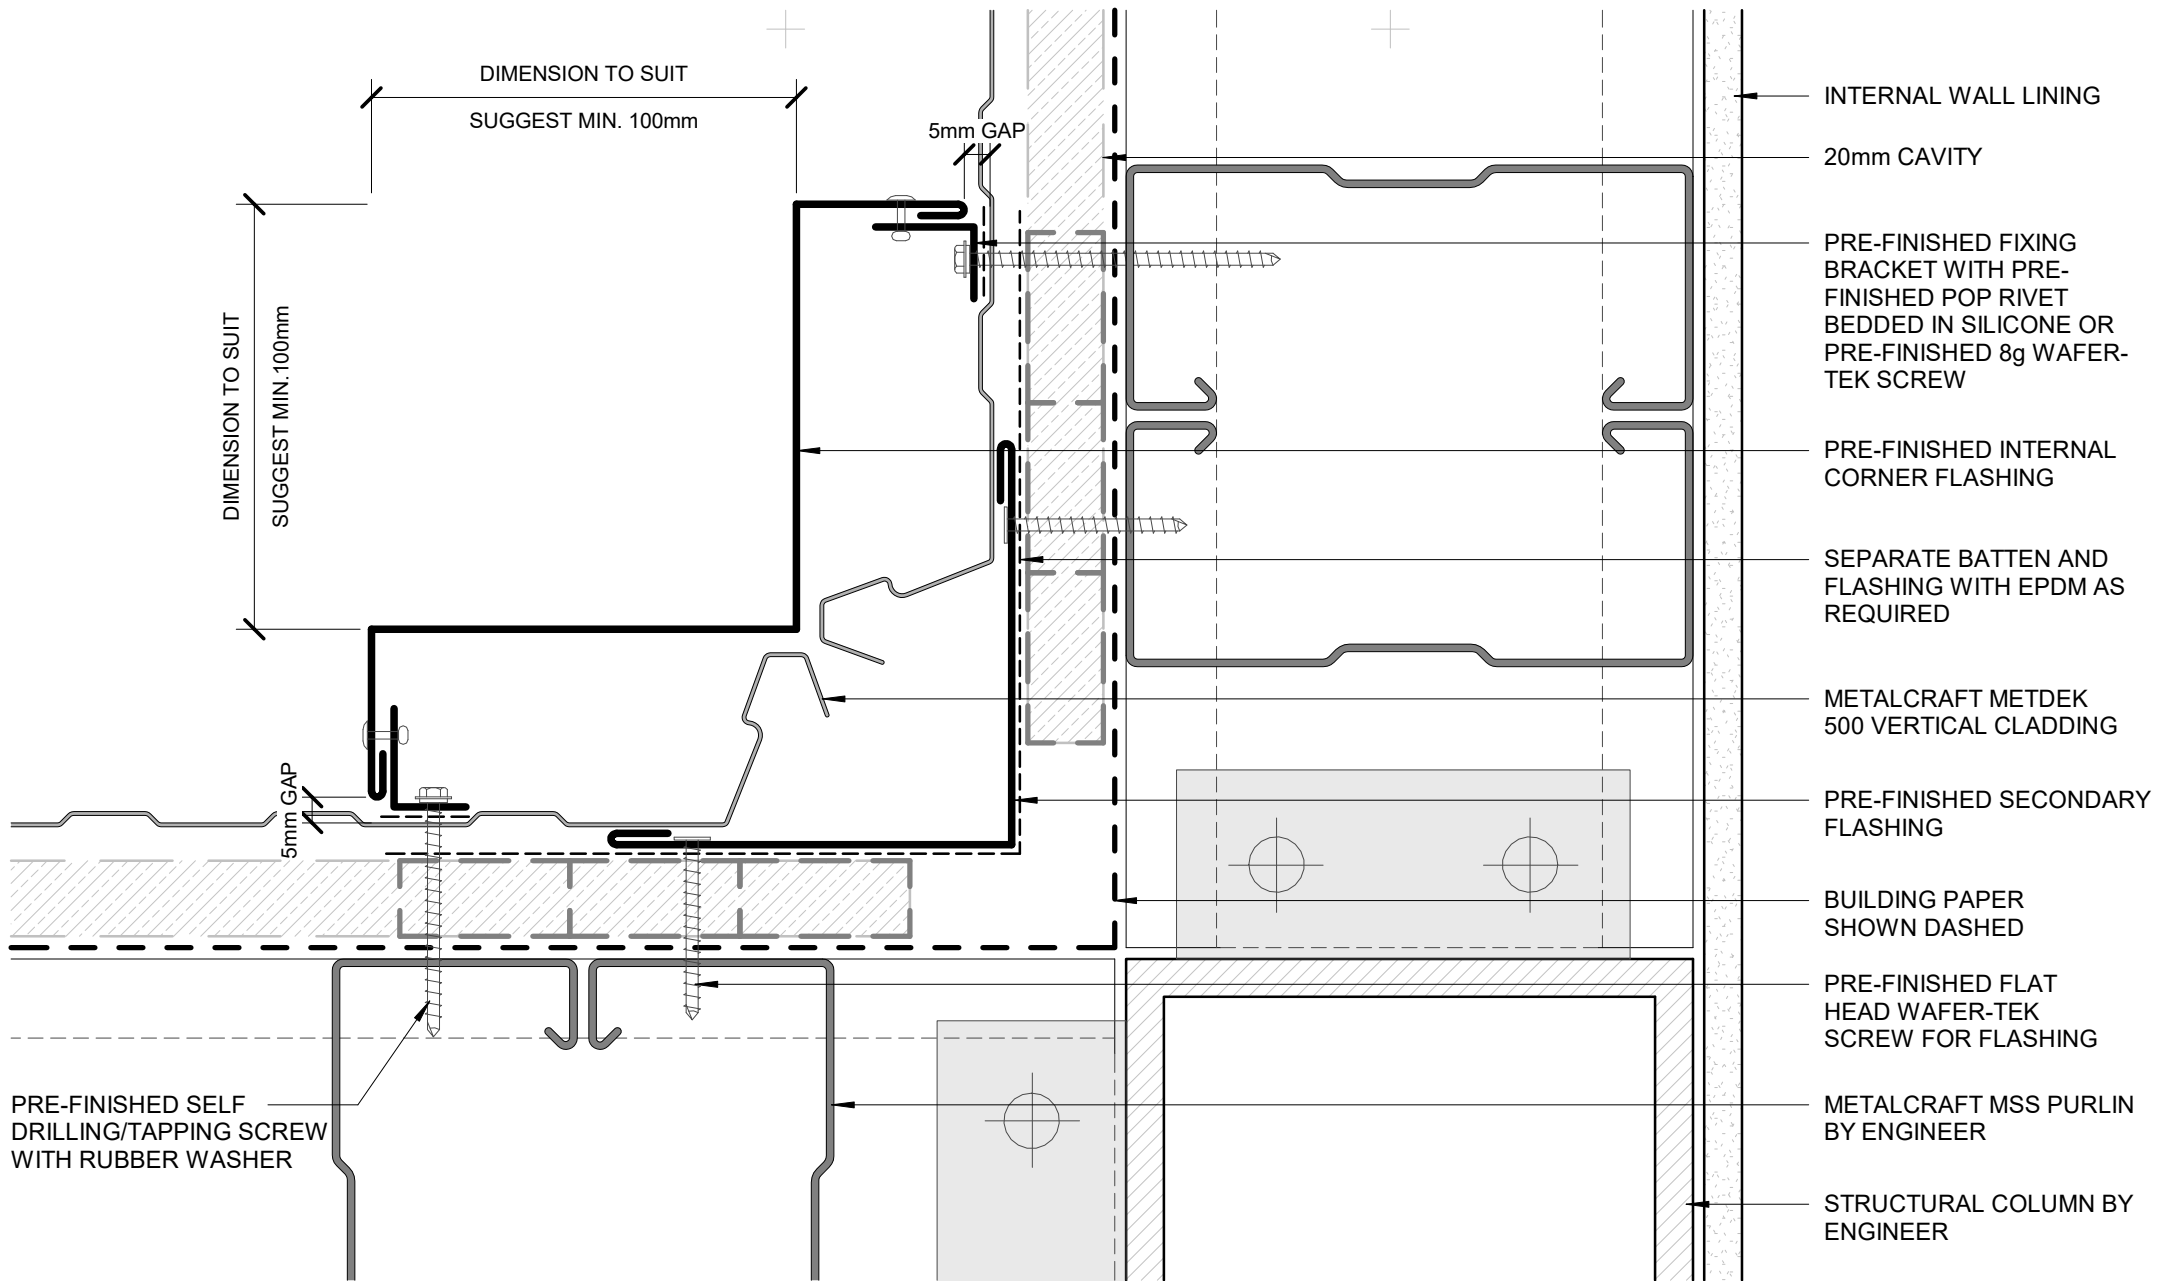 DIMENSION TO SUIT
SUGGEST MIN. 100mm
5mm GAP
DIMENSION TO SUIT
SUGGEST MIN.100mm
5mm GAP
PRE-FINISHED SELF
DRILLING/TAPPING SCREW
WITH RUBBER WASHER
INTERNAL WALL LINING
20mm CAVITY
PRE-FINISHED FIXING
BRACKET WITH PRE-
FINISHED POP RIVET
BEDDED IN SILICONE OR
PRE-FINISHED 8g WAFER-
TEK SCREW
PRE-FINISHED INTERNAL
CORNER FLASHING
SEPARATE BATTEN AND
FLASHING WITH EPDM AS
REQUIRED
METALCRAFT METDEK
500 VERTICAL CLADDING
PRE-FINISHED SECONDARY
FLASHING
BUILDING PAPER
SHOWN DASHED
PRE-FINISHED FLAT
HEAD WAFER-TEK
SCREW FOR FLASHING
METALCRAFT MSS PURLIN
BY ENGINEER
STRUCTURAL COLUMN BY
ENGINEER